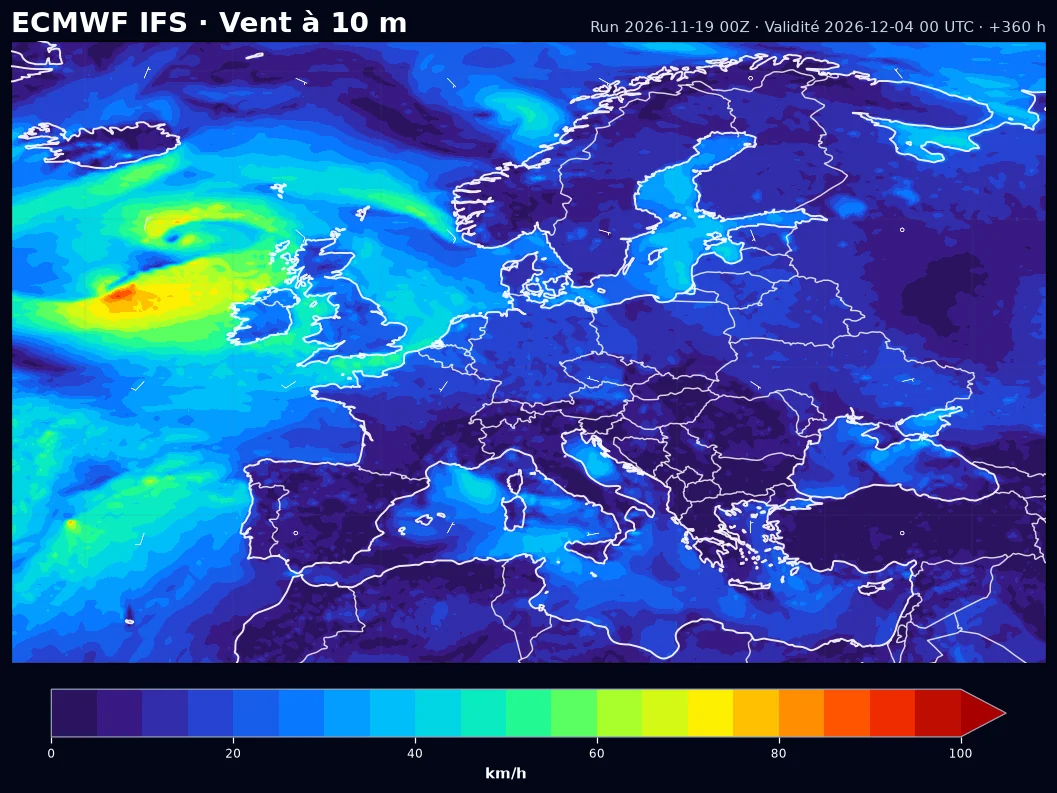 ECMWF IFS · Vent à 10 m
Run 2026-11-19 00Z · Validité 2026-12-04 00 UTC · +360 h
0 20 40 60 80 100
km/h